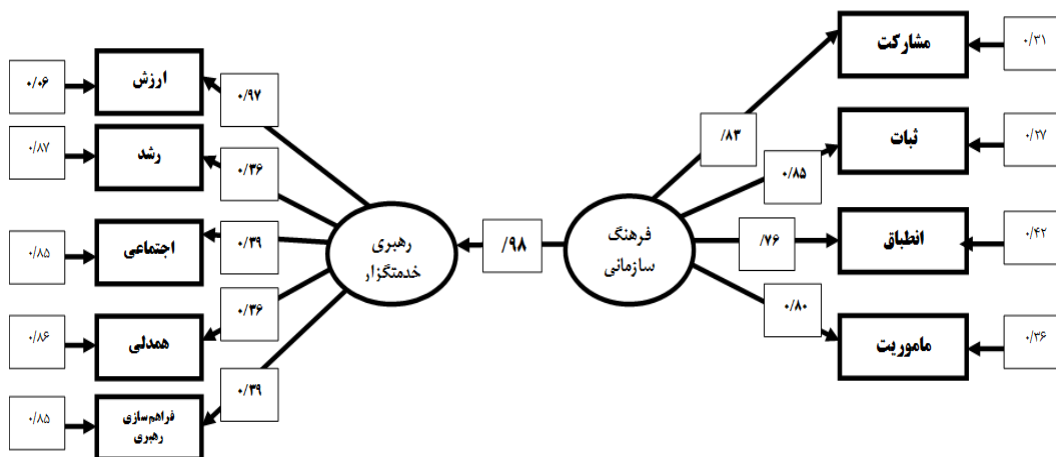 مشارکت
۰/۳۱
/۸۳
ثبات
۰/۲۷
۰/۸۵
انطباق
۰/۴۲
/۷۶
ماموریت
۰/۳۶
۰/۸۰
فرهنگ
سازمانی
/۹۸
رهبری
خدمتگزار
۰/۹۷
ارزش
۰/۰۶
۰/۳۶
رشد
۰/۸۷
۰/۳۹
اجتماعی
۰/۸۵
۰/۳۶
همدلی
۰/۸۶
۰/۳۹
فراهم‌سازی
رهبری
۰/۸۵